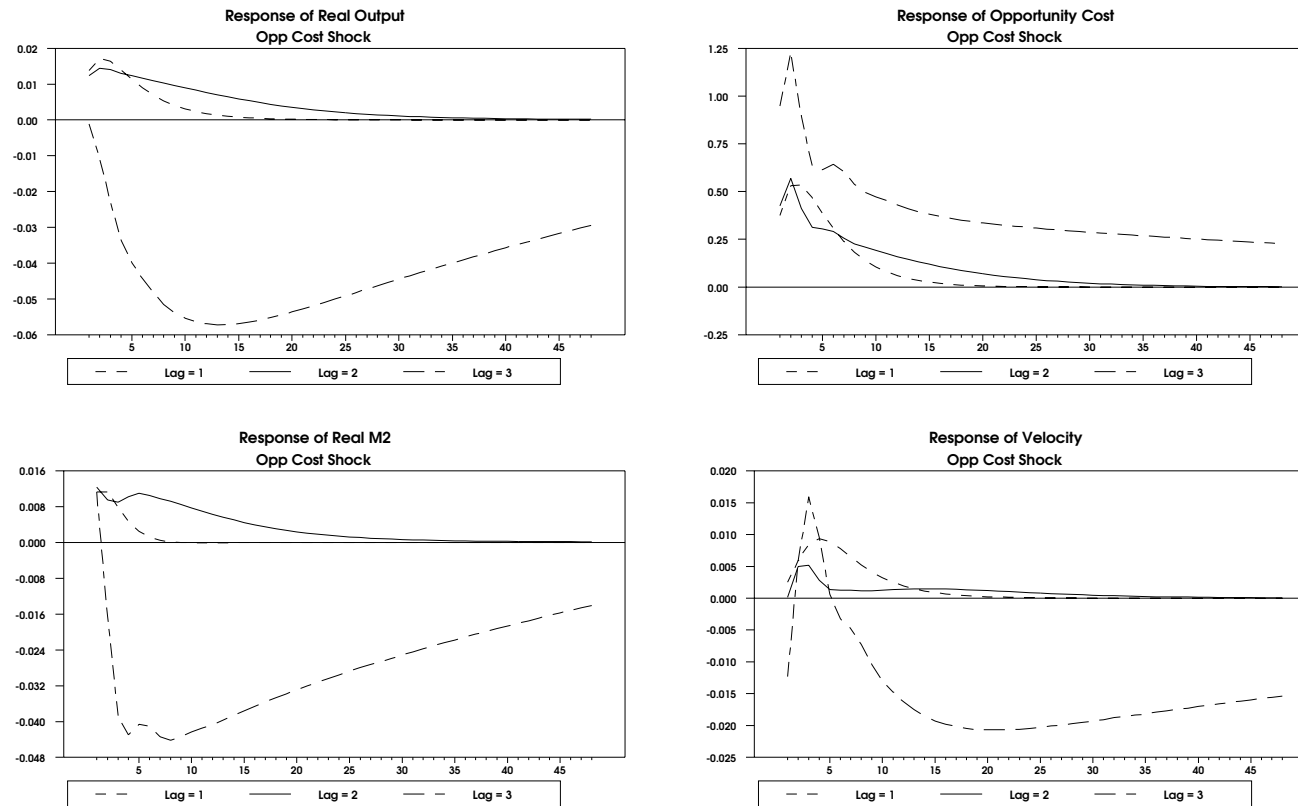 Response of Real Output
Opp Cost Shock
0.02
0.01
0.00
-0.01
-0.02
-0.03
-0.04
-0.05
-0.06
5 10 15 20 25 30 35 40 45
Lag = 1 Lag = 2 Lag = 3
Response of Opportunity Cost
Opp Cost Shock
1.25
1.00
0.75
0.50
0.25
0.00
-0.25
5 10 15 20 25 30 35 40 45
Lag = 1 Lag = 2 Lag = 3
Response of Real M2
Opp Cost Shock
0.016
0.008
0.000
-0.008
-0.016
-0.024
-0.032
-0.040
-0.048
5 10 15 20 25 30 35 40 45
Lag = 1 Lag = 2 Lag = 3
Response of Velocity
Opp Cost Shock
0.020
0.015
0.010
0.005
0.000
-0.005
-0.010
-0.015
-0.020
-0.025
5 10 15 20 25 30 35 40 45
Lag = 1 Lag = 2 Lag = 3